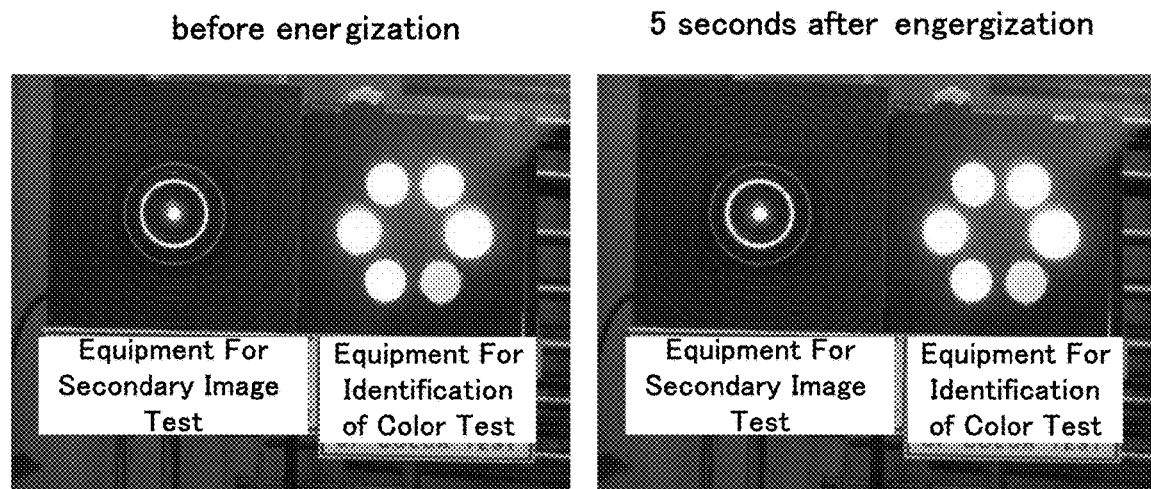 before energization
5 seconds after engergization
Equipment For
Secondary Image
Test
Equipment For
Identification
of Color Test
Equipment For
Secondary Image
Test
Equipment For
Identification
of Color Test